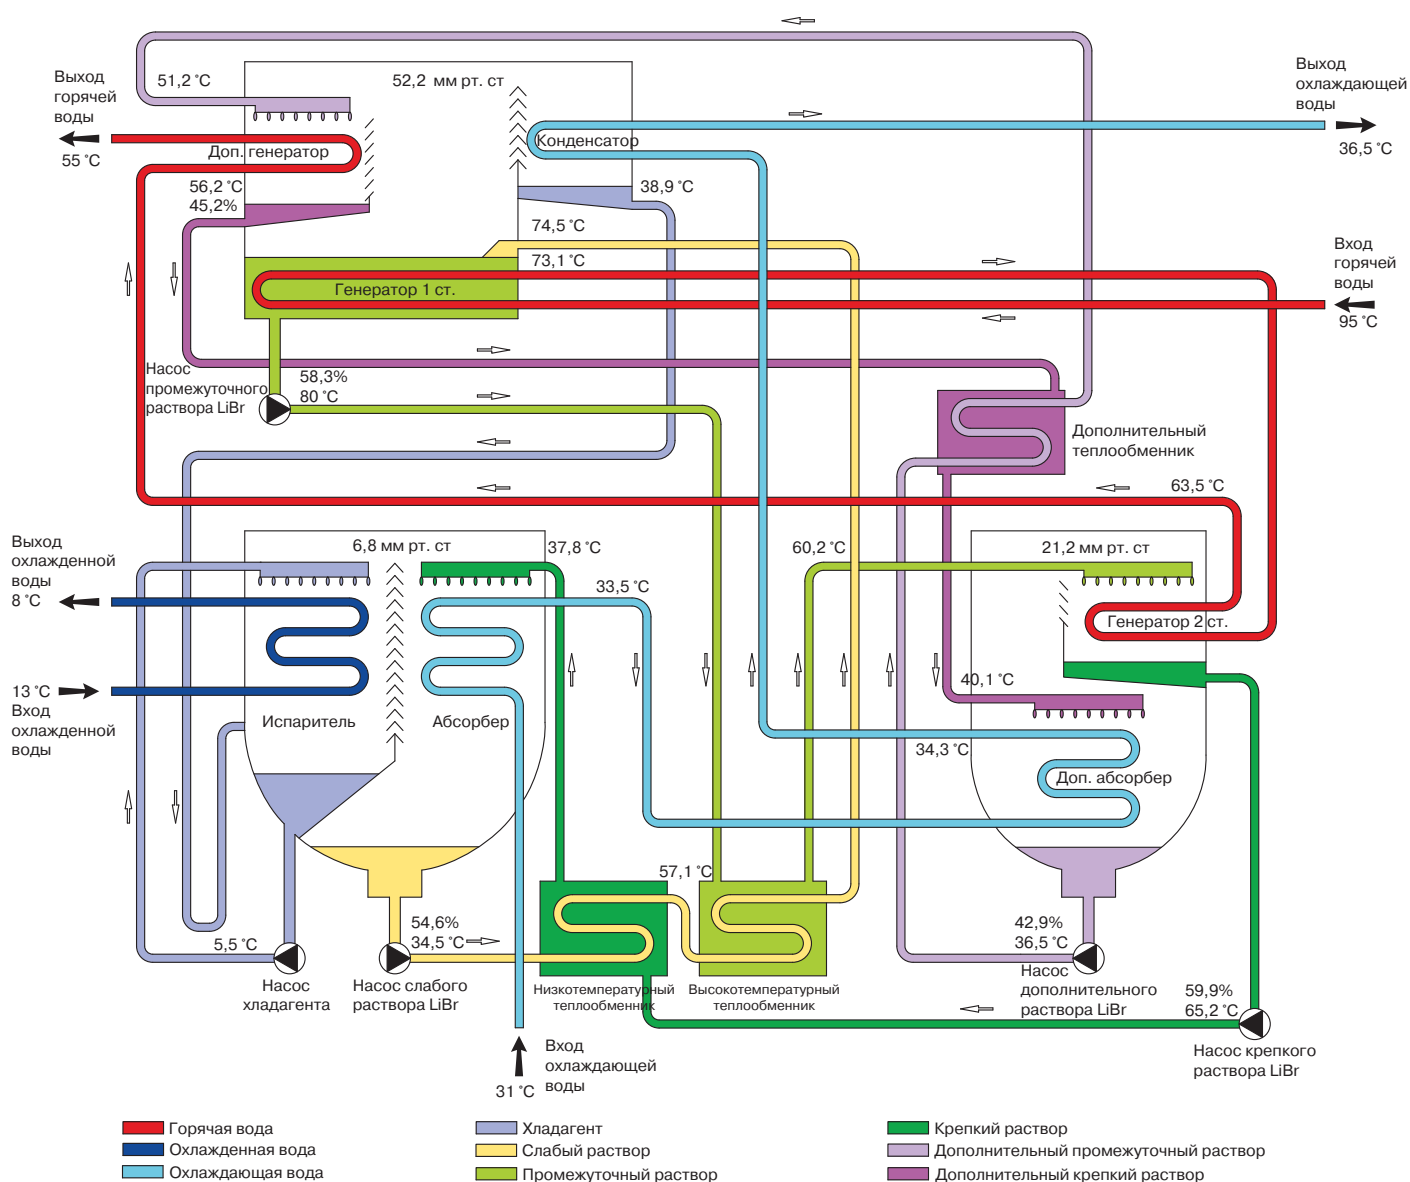 Выход
горячей
воды
55 °C
51,2 °C
52,2 мм рт. ст
Выход
охлаждающей
воды
36,5 °C
Конденсатор
Доп. генератор
56,2 °C
45,2%
38,9 °C
74,5 °C
73,1 °C
Генератор 1 ст.
Вход
горячей
воды
95 °C
Насос
промежуточного
раствора LiBr
58,3%
80 °C
Дополнительный
теплообменник
63,5 °C
Выход
охлажденной
воды
8 °C
6,8 мм рт. ст
37,8 °C
33,5 °C
60,2 °C
21,2 мм рт. ст
Генератор 2 ст.
13 °C
Вход
охлажденной
воды
Испаритель
Абсорбер
40,1 °C
34,3 °C
Доп. абсорбер
57,1 °C
5,5 °C
54,6%
34,5 °C
42,9%
36,5 °C
Насос
хладагента
Насос слабого
раствора LiBr
Низкотемпературный
теплообменник
Высокотемпературный
теплообменник
Насос
дополнительного
раствора LiBr
59,9%
65,2 °C
Насос крепкого
раствора LiBr
Вход
охлаждающей
воды
31 °C
Горячая вода
Охлажденная вода
Охлаждающая вода
Хладагент
Слабый раствор
Промежуточный раствор
Крепкий раствор
Дополнительный промежуточный раствор
Дополнительный крепкий раствор